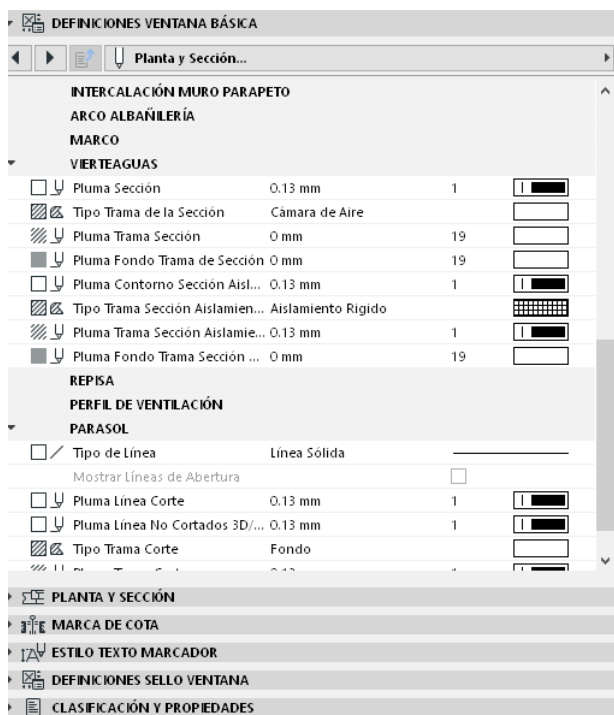 DEFINICIONES VENTANA BÁSICA
Planta y Sección...
INTERCALACIÓN MURO PARAPETO
ARCO ALBAÑILERÍA
MARCO
VIERTEAGUAS
Pluma Sección 0.13 mm 1
Tipo Trama de la Sección Cámara de Aire
Pluma Trama Sección 0 mm 19
Pluma Fondo Trama de Sección 0 mm 19
Pluma Contorno Sección Aisl... 0.13 mm 1
Tipo Trama Sección Aislamien... Aislamiento Rigido
Pluma Trama Sección Aislamie... 0.13 mm 1
Pluma Fondo Trama Sección ... 0 mm 19
REPISA
PERFIL DE VENTILACIÓN
PARASOL
Tipo de Línea Línea Sólida
Mostrar Líneas de Abertura
Pluma Línea Corte 0.13 mm 1
Pluma Línea No Cortados 3D/... 0.13 mm 1
Tipo Trama Corte Fondo
PLANTA Y SECCIÓN
MARCA DE COTA
ESTILO TEXTO MARCADOR
DEFINICIONES SELLO VENTANA
CLASIFICACIÓN Y PROPIEDADES